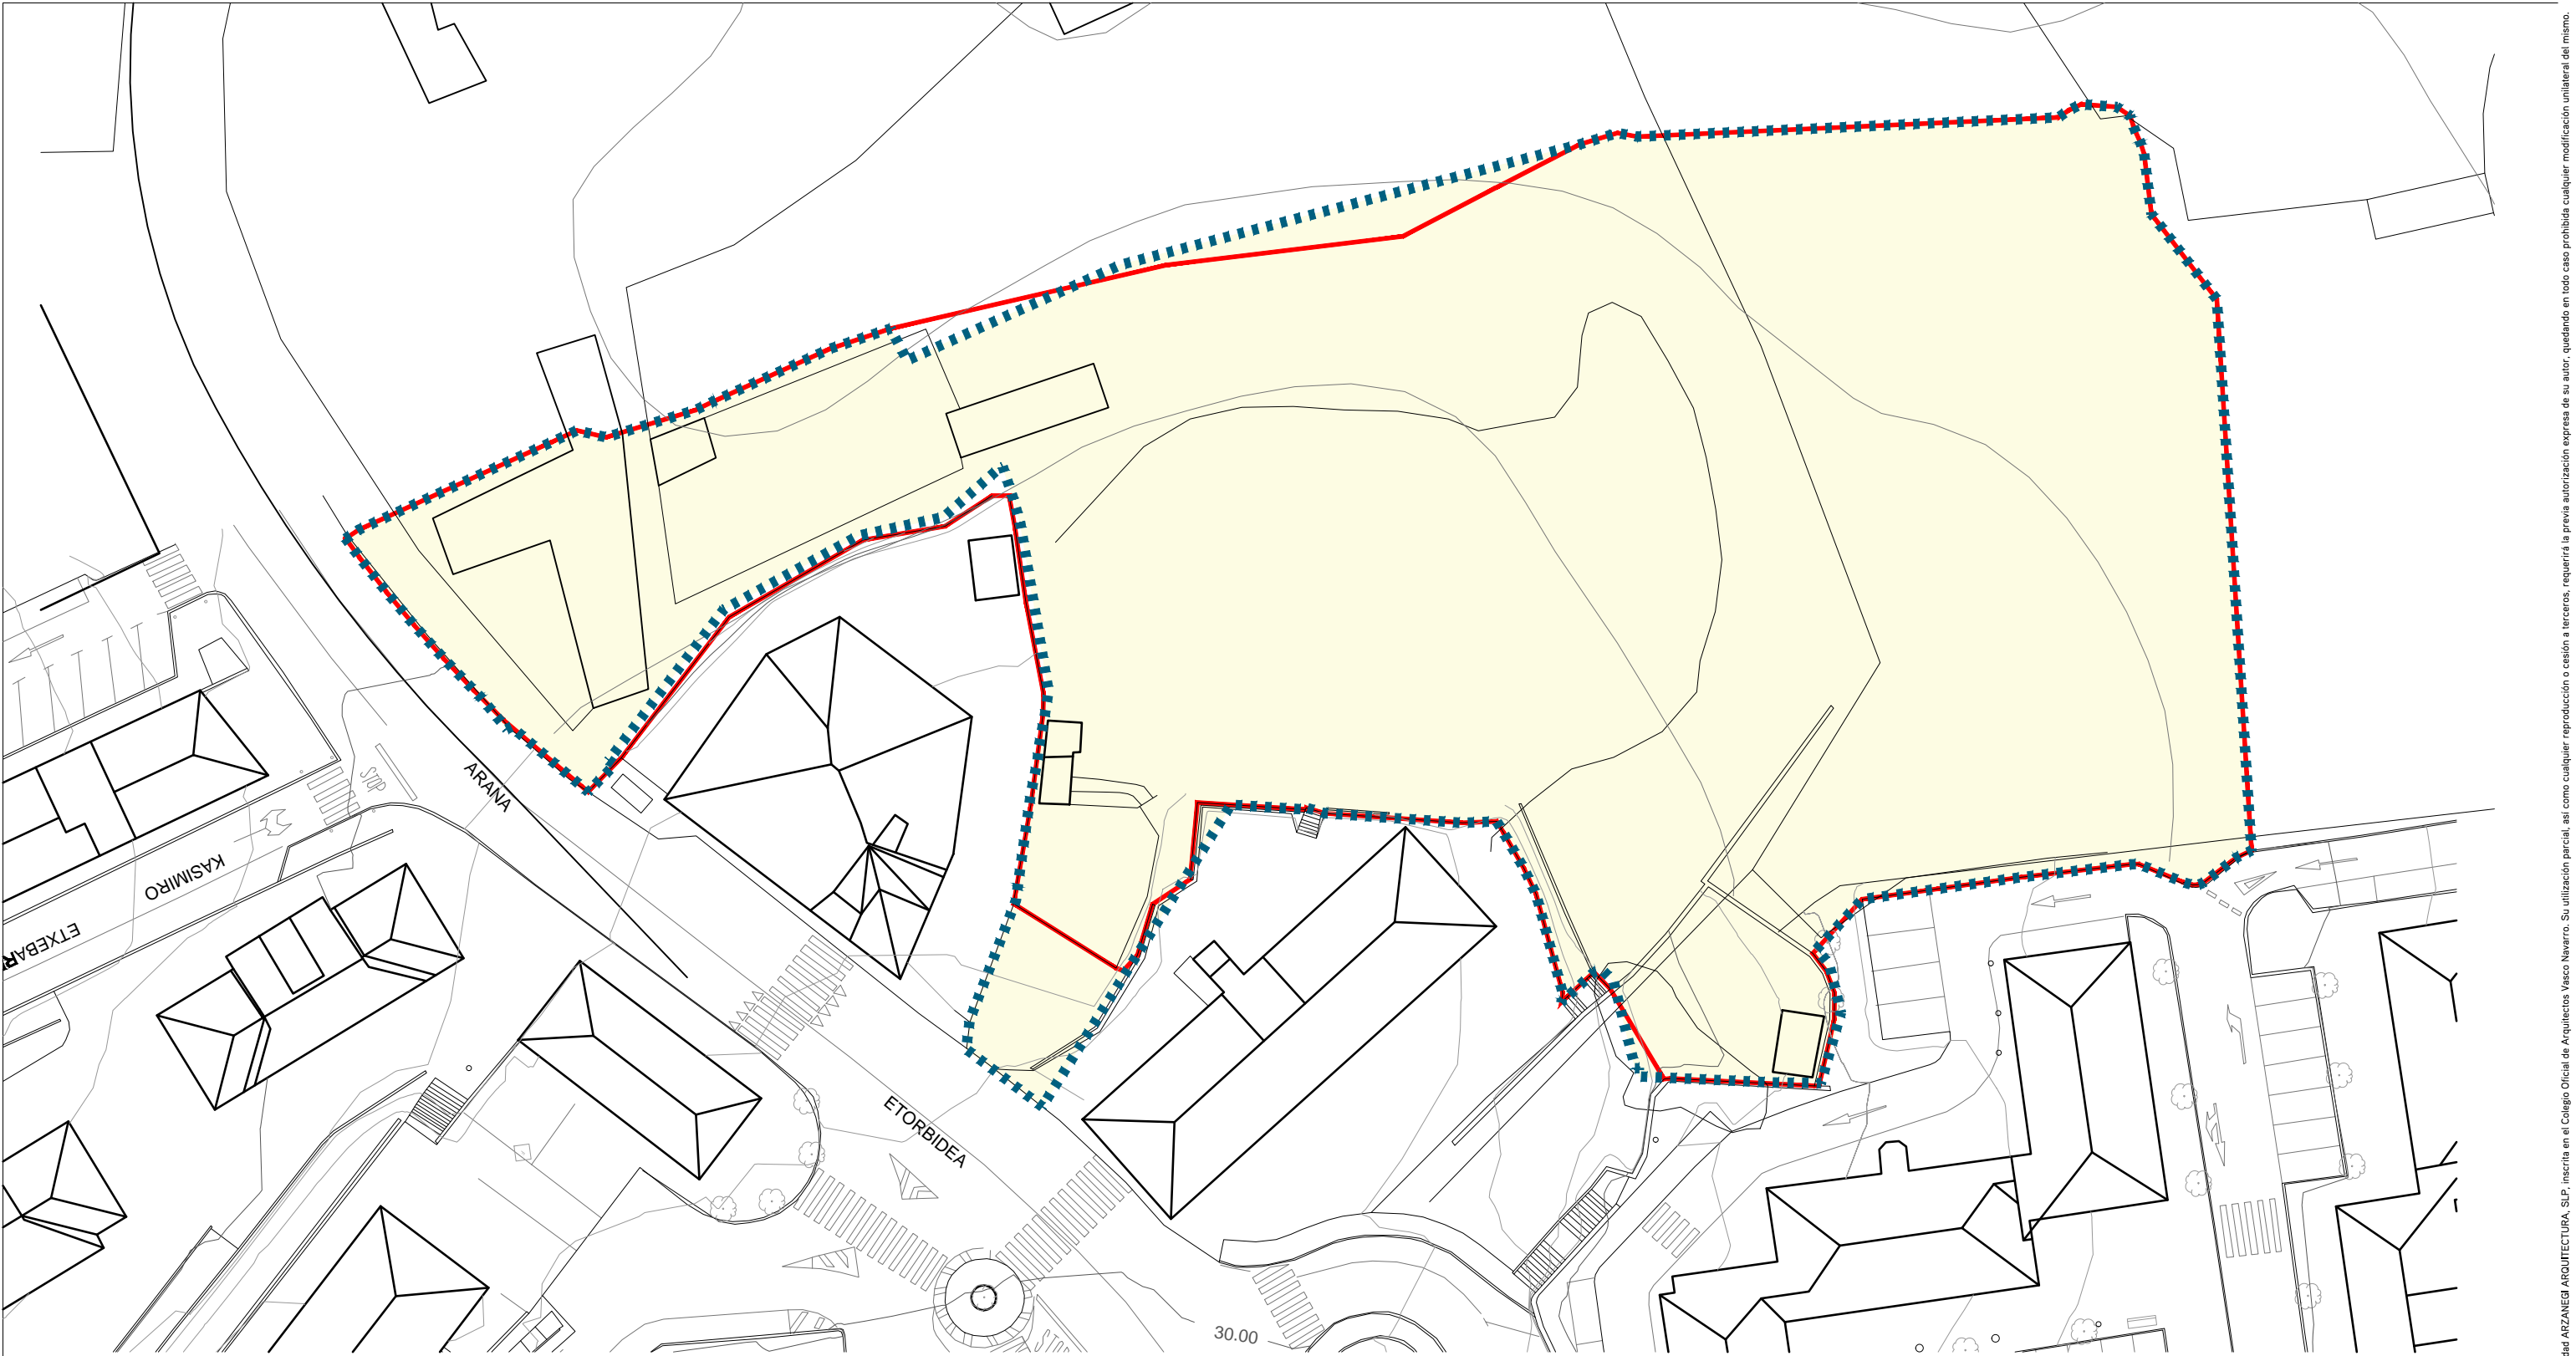 ARANA
KASIMIRO
ETXEBAR
ETORBIDEA
30.00
STOP
STOP
dad ARZANEGI ARQUITECTURA, SLP, inscrita en el Colegio Oficial de Arquitectos Vasco Navarro. Su utilización parcial, así como cualquier reproducción o cesión a terceros, requerirá la previa autorización expresa de su autor, quedando en todo caso prohibida cualquier modificación unilateral del mismo.